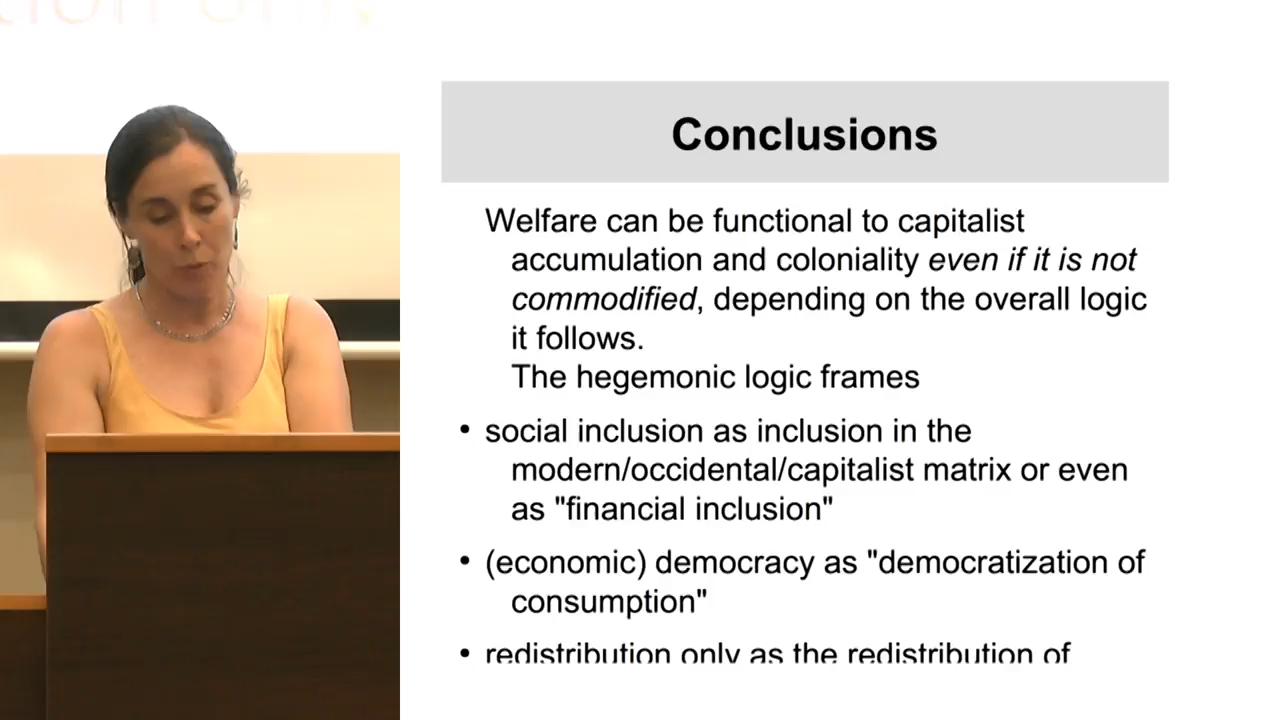 Conclusions
Welfare can be functional to capitalist
accumulation and coloniality even if it is not
commodified, depending on the overall logic
it follows.
The hegemonic logic frames
• social inclusion as inclusion in the
modern/occidental/capitalist matrix or even
as "financial inclusion"
• (economic) democracy as "democratization of
consumption"
• redistribution only as the redistribution of